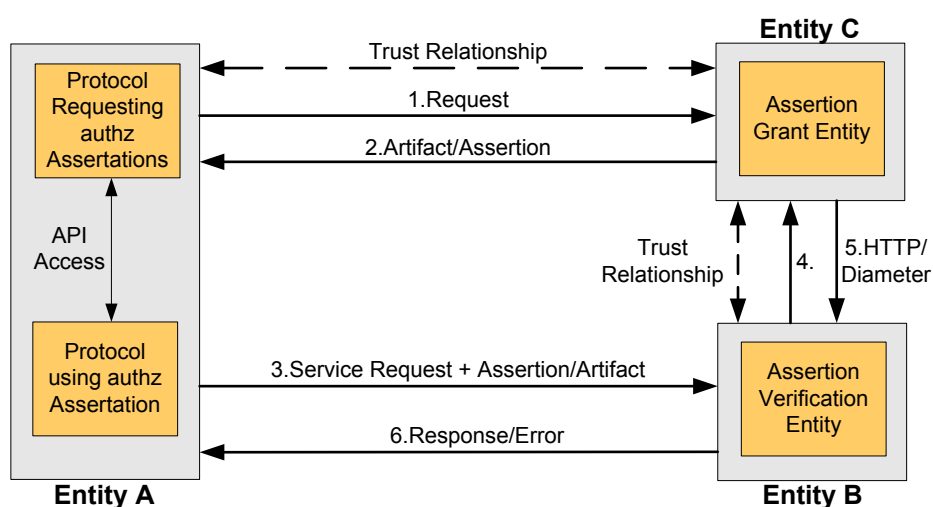 Entity C
Trust Relationship
Protocol
Requesting
authz
Assertations
1.Request
Assertion
Grant Entity
2.Artifact/Assertion
API
Access
Trust
Relationship
4.
5.HTTP/
Diameter
Protocol
using authz
Assertation
3.Service Request + Assertion/Artifact
Assertion
Verification
Entity
6.Response/Error
Entity A
Entity B